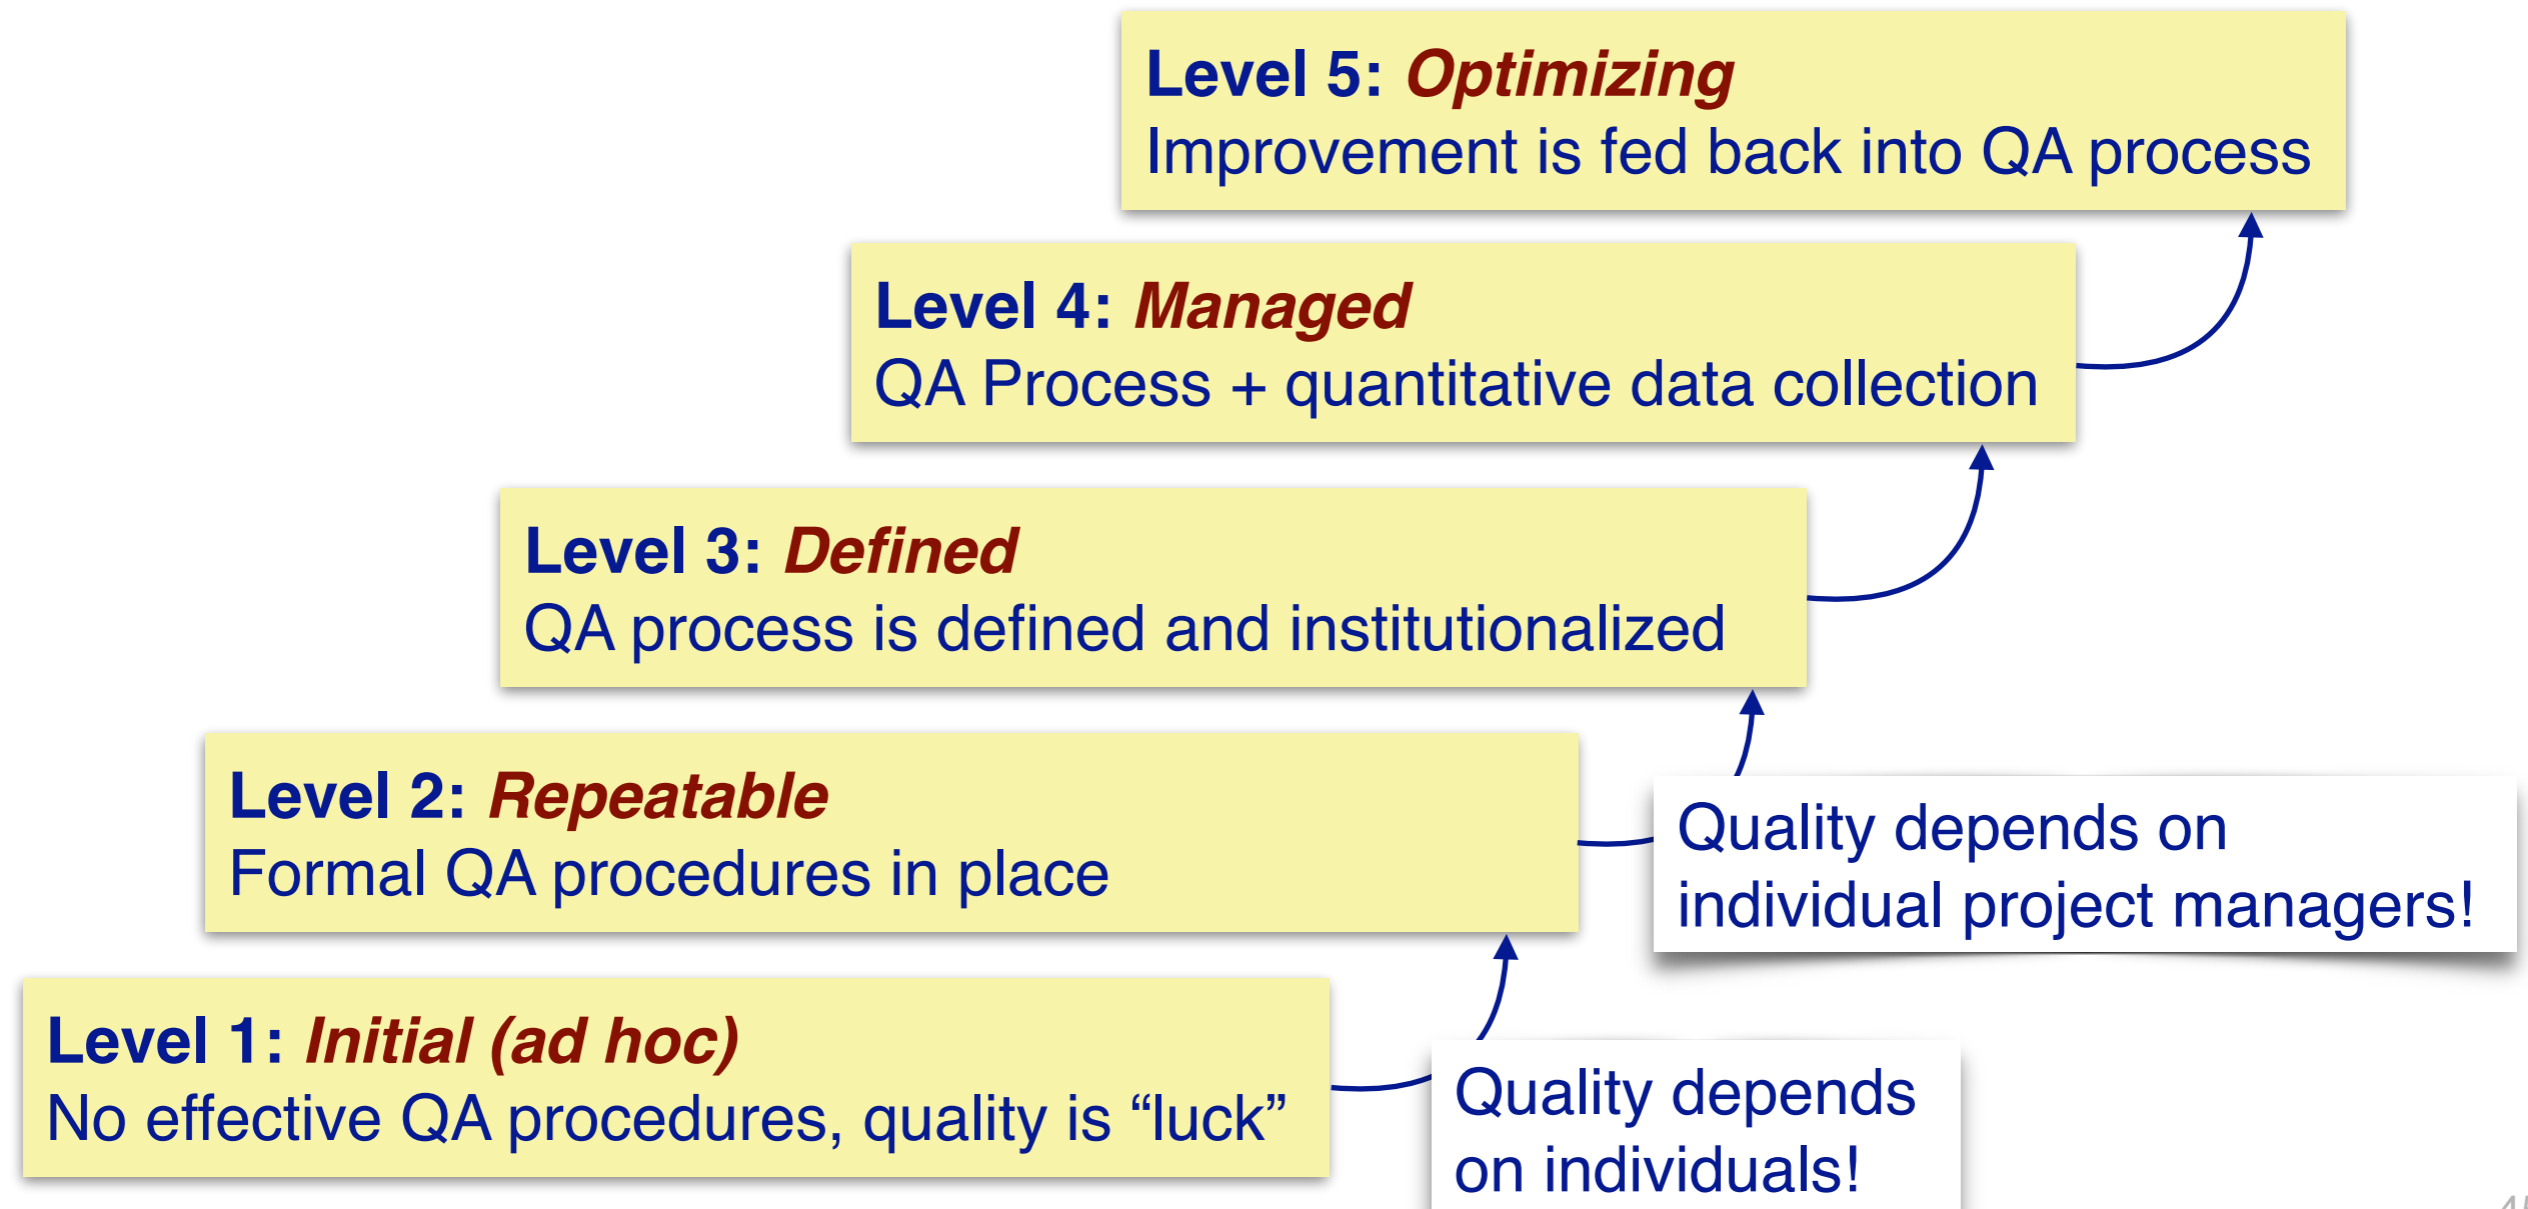 Level 5: Optimizing
Improvement is fed back into QA process
Level 4: Managed
QA Process + quantitative data collection
Level 3: Defined
QA process is defined and institutionalized
Level 2: Repeatable
Formal QA procedures in place
Quality depends on
individual project managers!
Level 1: Initial (ad hoc)
No effective QA procedures, quality is “luck”
Quality depends
on individuals!